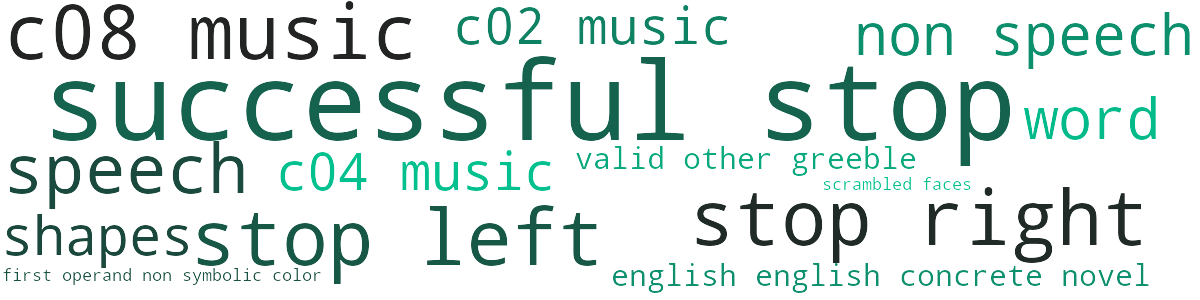 c08 music
c02 music
non speech
successful stop
word
speech
c04 music
valid other greeble
scrambled faces
shapes
stop left
stop right
first operand non symbolic color
english english concrete novel